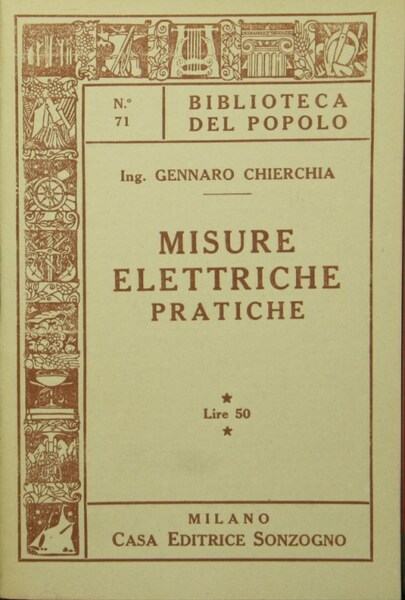 N.° 71
BIBLIOTECA
DEL POPOLO
Ing. GENNARO CHIERCHIA
MISURE
ELETTRICHE
PRATICHE
Lire 50
MILANO
CASA EDITRICE SONZOGNO